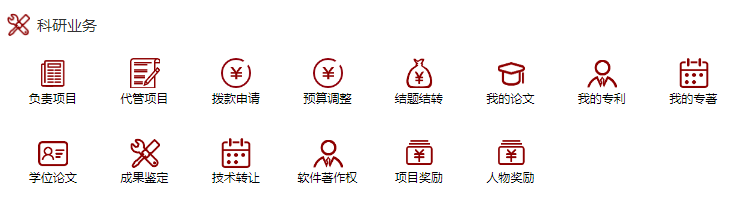 科研业务
负责项目 代管项目 拨款申请 预算调整 结题结转 我的论文 我的专利 我的专著
学位论文 成果鉴定 技术转让 软件著作权 项目奖励 人物奖励